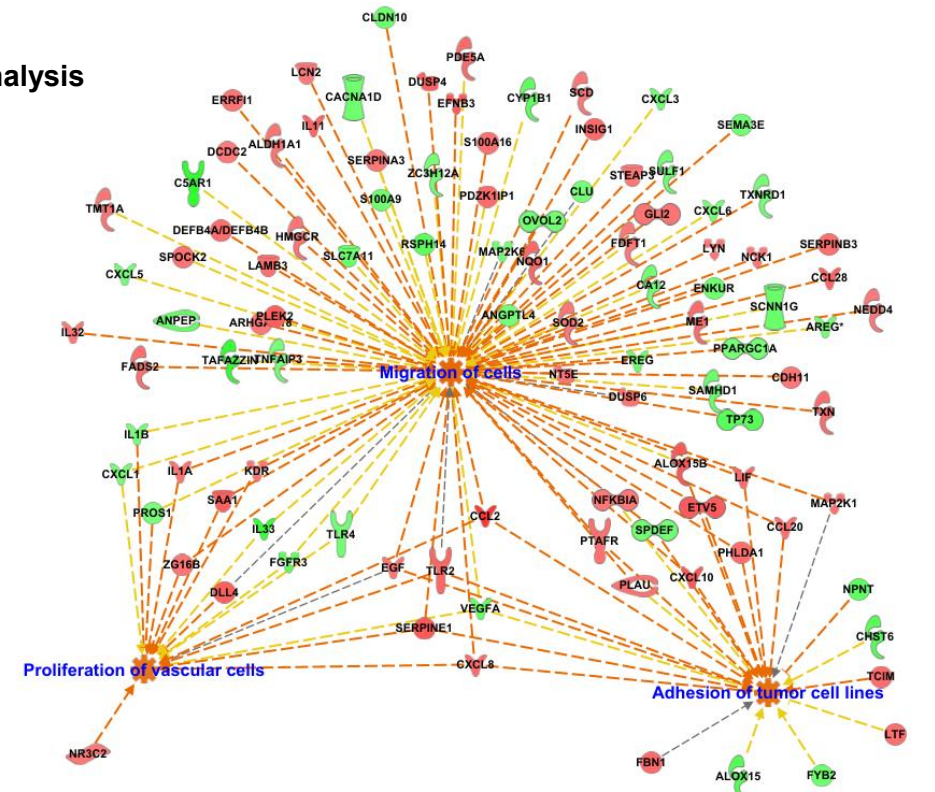 CLDN10
nalysis
PDE5A
LCN2
DUSP4
CACNA1D
EFNB3
CYP1B1
SCD
CXCL3
ERRFI1
IL11
INSIG1
SEMA3E
ALDH1A1
S100A16
DCDC2
SERPINA3
ZC3H12A
STEAP3
SULF1
C5AR1
S100A9
PDZK1IP1
CLU
TXNRD1
TMT1A
OVOL2
GLI2
CXCL6
DEFB4A/DEFB4B
HMGCR
RSPH14
MAP2K6
FDFT1
LYN
SERPINB3
SPOCK2
LAMB3
SLC7A11
NQO1
NCK1
CXCL5
CA12
ENKUR
CCL28
SCNN1G
IL32
ANPEP
PLEK2
ANGPTL4
SOD2
ME1
AREG*
NEDD4
FADS2
TAFAZZIN
TNFAIP3
EREG
PPARGC1A
Migration of cells
NT5E
CDH11
DUSP6
SAMHD1
TXN
TP73
IL1B
CXCL1
IL1A
KDR
ALOX15B
LIF
SAA1
NFKBIA
ETV5
MAP2K1
PROS1
CCL2
IL33
TLR4
SPDEF
CCL20
PTAFR
PHLDA1
ZG16B
FGFR3
EGF
TLR2
CXCL10
DLL4
PLAU
NPNT
VEGFA
SERPINE1
CHST6
Proliferation of vascular cells
CXCL8
TCIM
Adhesion of tumor cell lines
NR3C2
LTF
FBN1
ALOX15
FYB2